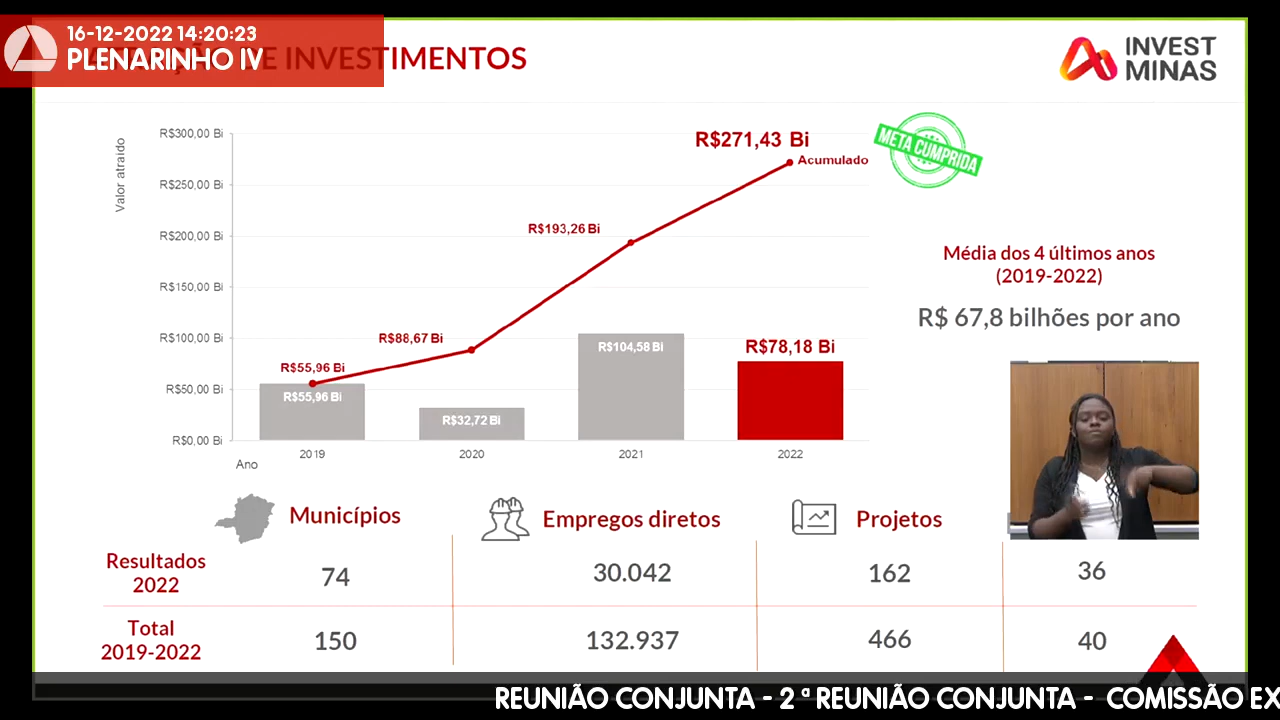 16-12-2022 14:20:23
PLENARINHO IV
DE INVESTIMENTOS
INVEST
MINAS
Valor atraído
R$300,00 Bi
R$250,00 Bi
R$200,00 Bi
R$150,00 Bi
R$100,00 Bi
R$50,00 Bi
R$0,00 Bi
R$271,43 Bi
Acumulado
META CUMPRIDA
R$193,26 Bi
R$88,67 Bi
R$55,96 Bi
R$55,96 Bi
R$32,72 Bi
R$104,58 Bi
R$78,18 Bi
2019
2020
2021
2022
Ano
Média dos 4 últimos anos
(2019-2022)
R$ 67,8 bilhões por ano
Municípios
Empregos diretos
Projetos
Resultados
2022
74
30.042
162
36
Total
2019-2022
150
132.937
466
40
REUNIÃO CONJUNTA - 2 ª REUNIÃO CONJUNTA - COMISSÃO EX